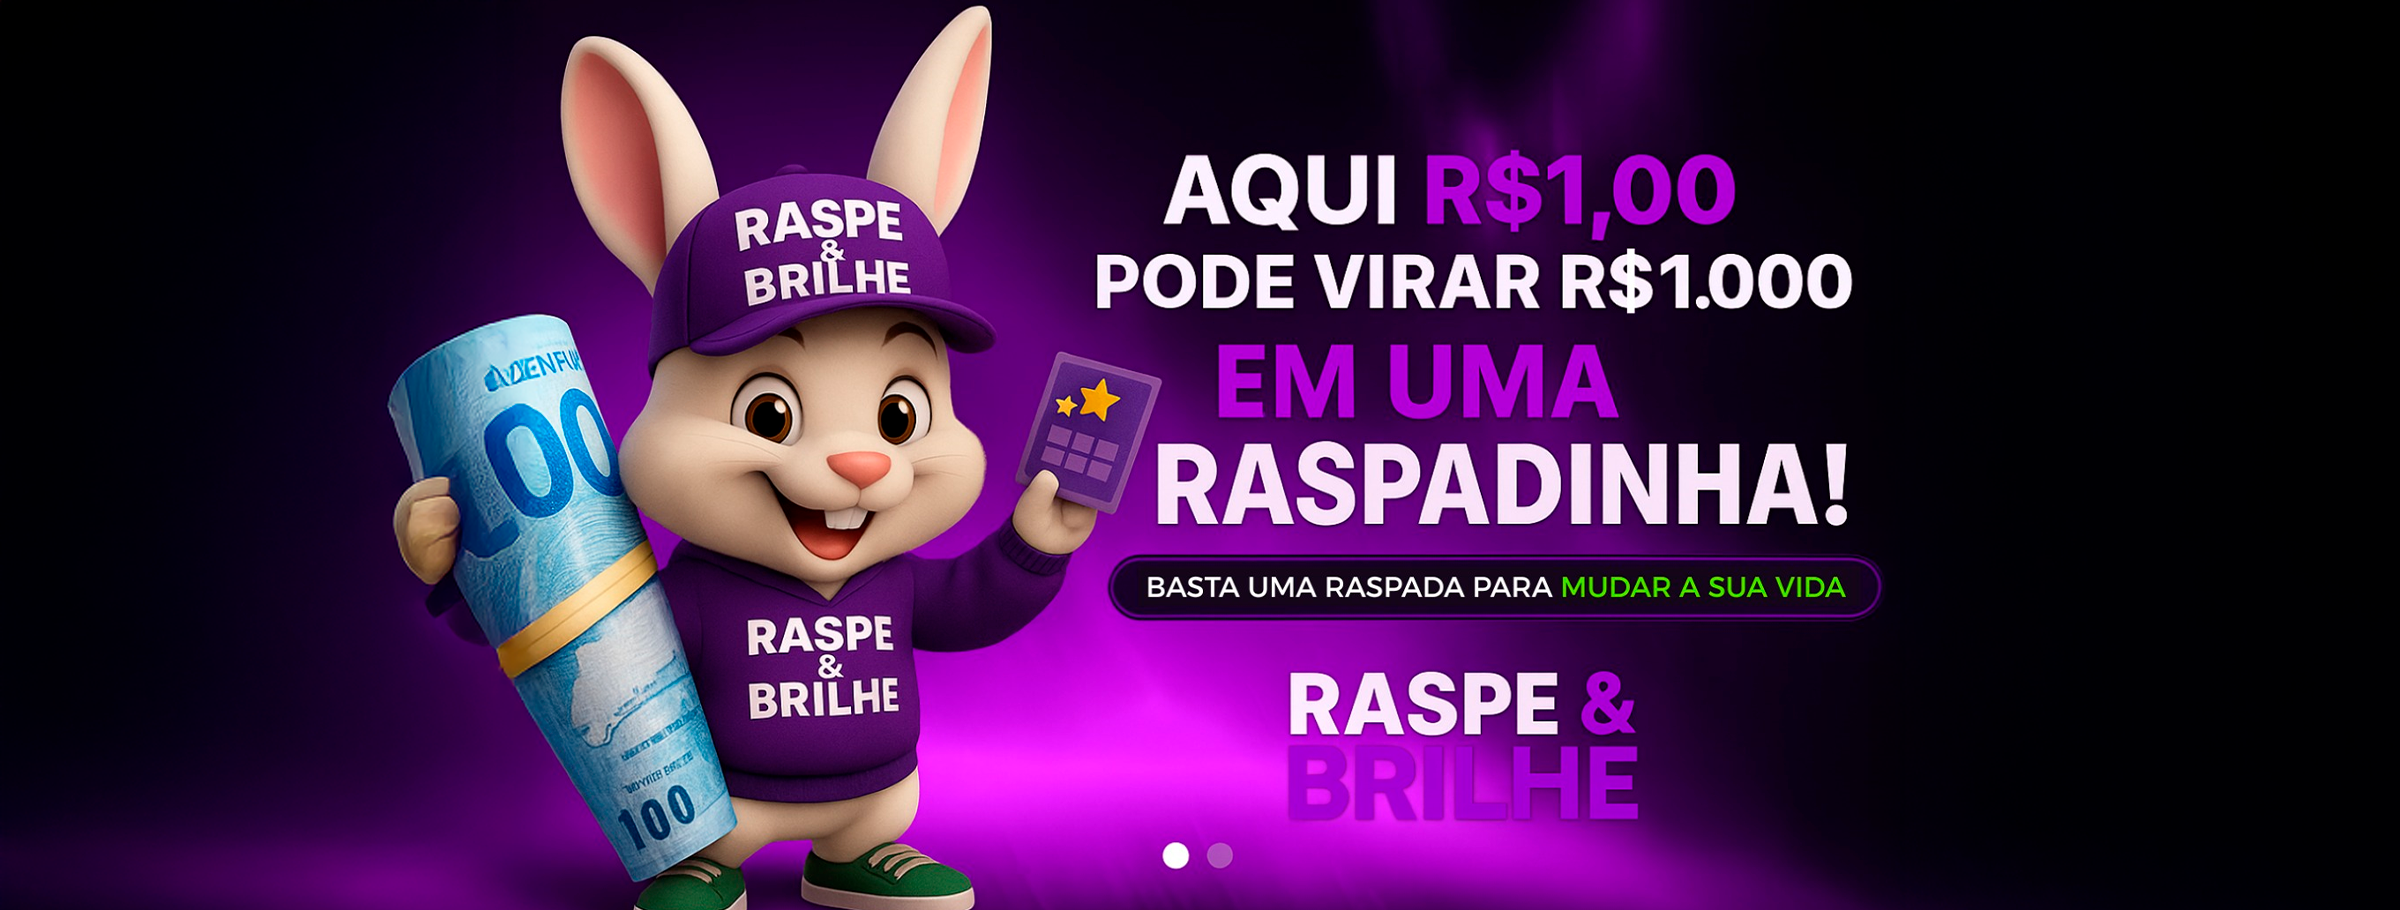 RASPE
&
BRILHE
100
100
RASPE
&
BRILHE
AQUI R$1,00
PODE VIRAR R$1.000
EM UMA
RASPADINHA!
BASTA UMA RASPADA PARA MUDAR A SUA VIDA
RASPE &
BRILHE